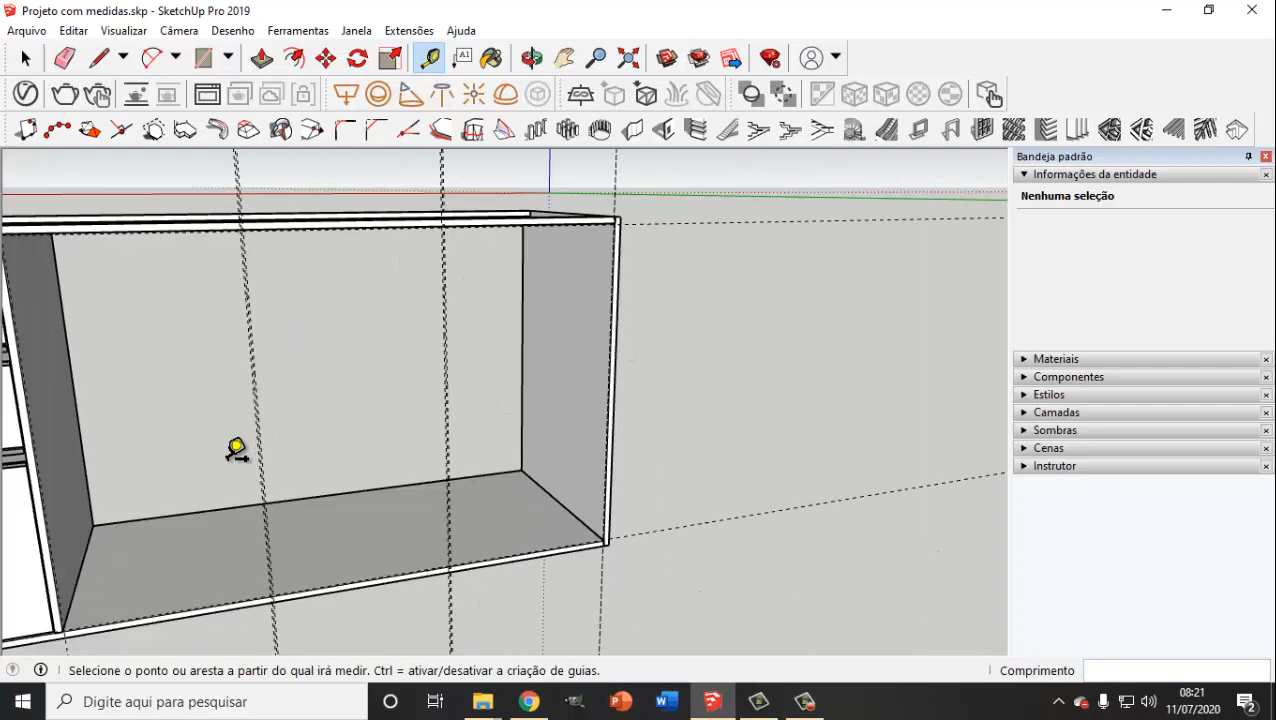 Projeto com medidas.skp - SketchUp Pro 2019
Arquivo Editar Visualizar Câmera Desenho Ferramentas Janela Extensões Ajuda
A1
Bandeja padrão
Informações da entidade
Nenhuma seleção
Materiais
Componentes
Estilos
Camadas
Sombras
Cenas
Instrutor
Selecione o ponto ou aresta a partir do qual irá medir. Ctrl = ativar/desativar a criação de guias.
Comprimento
Digite aqui para pesquisar
08:21
11/07/2020
2